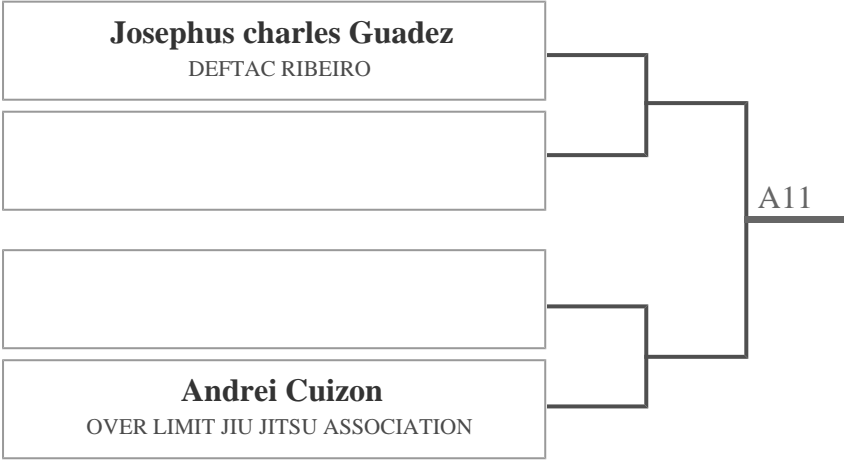 Josephus charles Guadez
DEFTAC RIBEIRO
A11
Andrei Cuizon
OVER LIMIT JIU JITSU ASSOCIATION